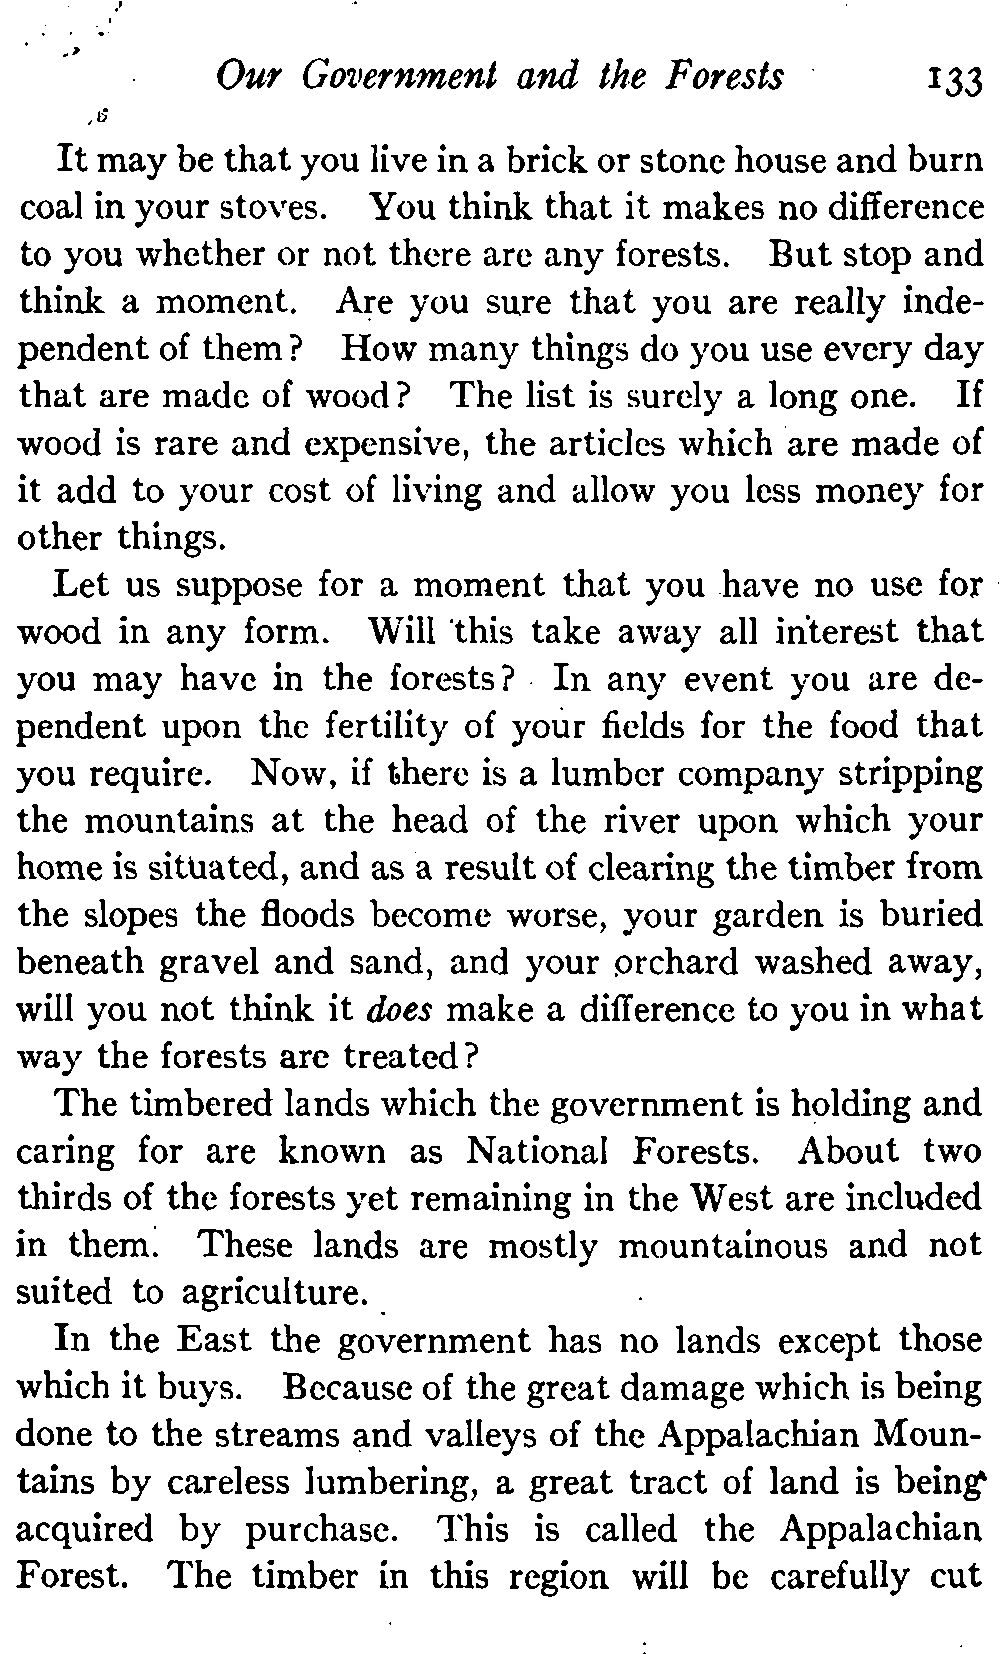 Our Government and the Forests 133
It may be that you live in a brick or stone house and burn
coal in your stoves. You think that it makes no difference
to you whether or not there are any forests. But stop and
think a moment. Are you sure that you are really inde-
pendent of them? How many things do you use every day
that are made of wood? The list is surely a long one. If
wood is rare and expensive, the articles which are made of
it add to your cost of living and allow you less money for
other things.
Let us suppose for a moment that you have no use for
wood in any form. Will this take away all interest that
you may have in the forests? In any event you are de-
pendent upon the fertility of your fields for the food that
you require. Now, if there is a lumber company stripping
the mountains at the head of the river upon which your
home is situated, and as a result of clearing the timber from
the slopes the floods become worse, your garden is buried
beneath gravel and sand, and your orchard washed away,
will you not think it does make a difference to you in what
way the forests are treated?
The timbered lands which the government is holding and
caring for are known as National Forests. About two
thirds of the forests yet remaining in the West are included
in them. These lands are mostly mountainous and not
suited to agriculture.
In the East the government has no lands except those
which it buys. Because of the great damage which is being
done to the streams and valleys of the Appalachian Moun-
tains by careless lumbering, a great tract of land is being
acquired by purchase. This is called the Appalachian
Forest. The timber in this region will be carefully cut